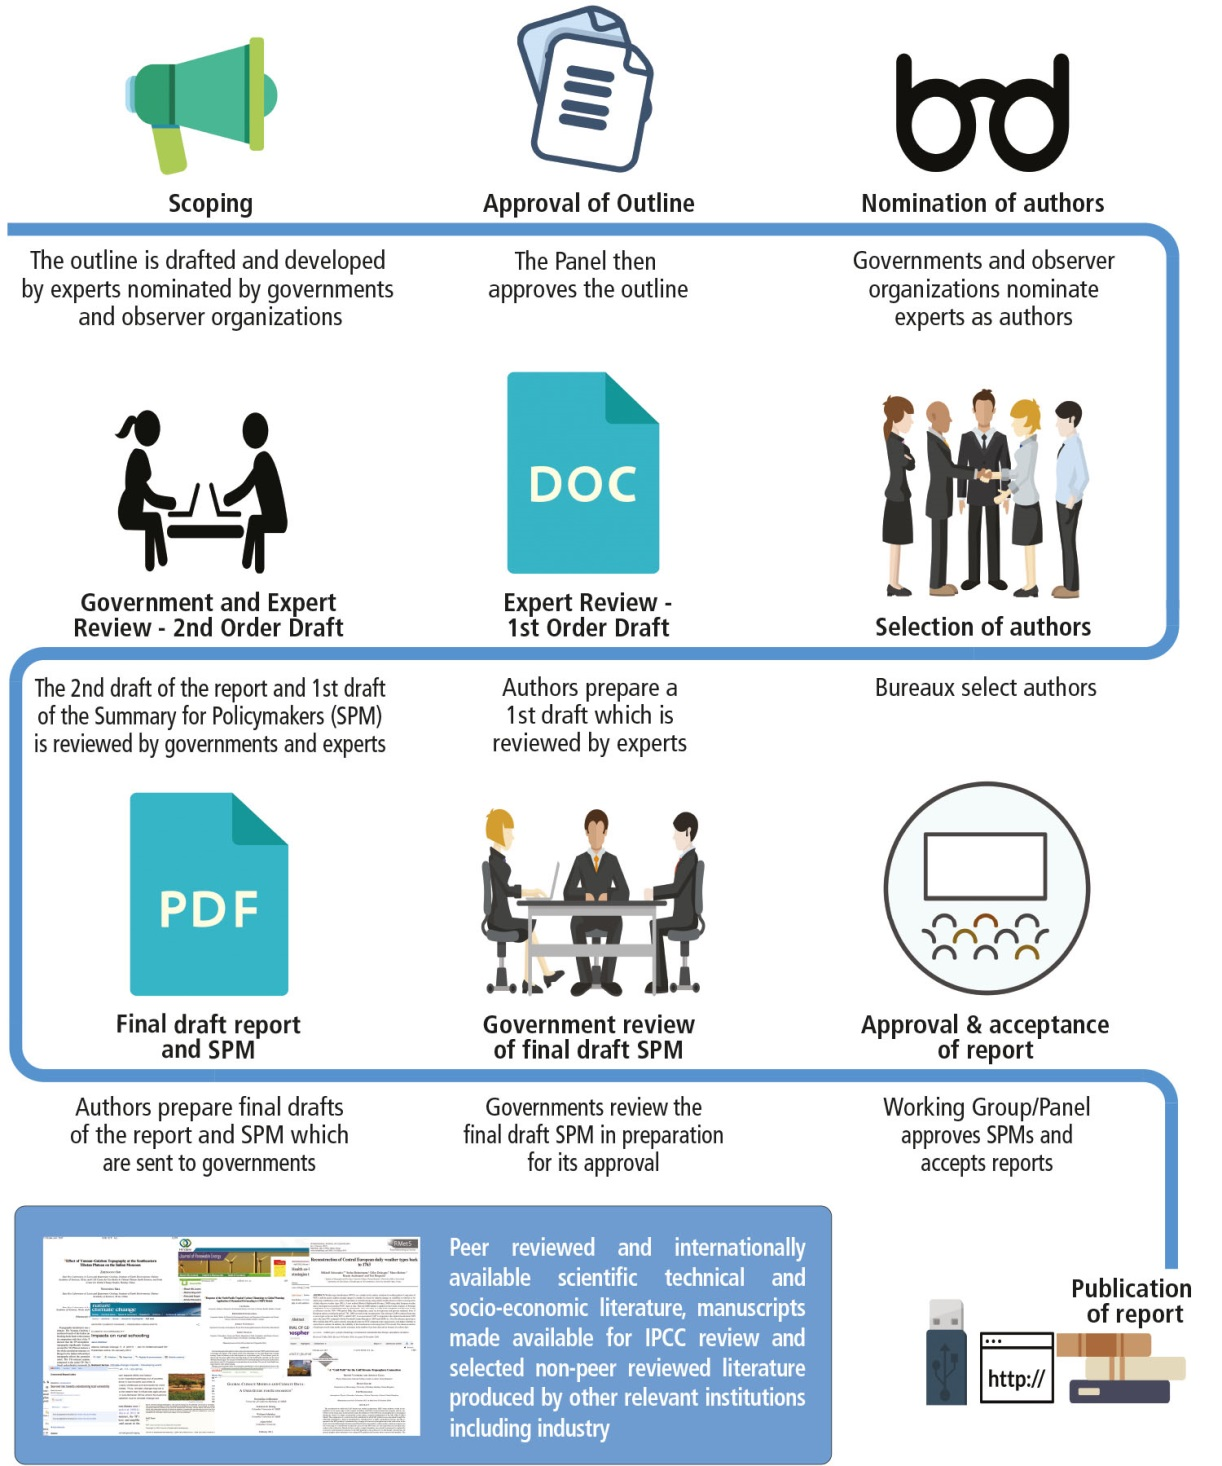 Scoping
Approval of Outline
Nomination of authors
The outline is drafted and developed
by experts nominated by governments
and observer organizations
The Panel then
approves the outline
Governments and observer
organizations nominate
experts as authors
DOC
Government and Expert
Review - 2nd Order Draft
Expert Review -
1st Order Draft
Selection of authors
The 2nd draft of the report and 1st draft
of the Summary for Policymakers (SPM)
is reviewed by governments and experts
Authors prepare a
1st draft which is
reviewed by experts
Bureaux select authors
PDF
Final draft report
and SPM
Government review
of final draft SPM
Approval & acceptance
of report
Authors prepare final drafts
of the report and SPM which
are sent to governments
Governments review the
final draft SPM in preparation
for its approval
Working Group/Panel
approves SPMs and
accepts reports
Peer reviewed and internationally
available scientific technical and
socio-economic literature, manuscripts
made available for IPCC review and
selected non-peer reviewed literature
produced by other relevant institutions
including industry
climate change
Publication
of report
http://